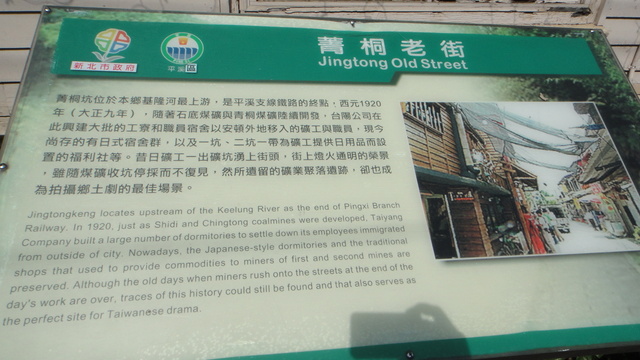 新北市政府
平溪區
菁桐老街
Jingtong Old Street
菁桐坑位於本鄉基隆河最上游，是平溪支線鐵路的終點，西元1920
年（大正九年），隨著石底煤礦與青桐煤礦陸續開發，台陽公司在
此興建大批的工寮和職員宿舍以安頓外地移入的礦工與職員，現今
尚存的有日式宿舍群，以及一坑、二坑一帶為礦工提供日用品而設
置的福利社等。昔日礦工一出礦坑湧上街頭，街上燈火通明的榮景
，雖隨煤礦收坑停採而不復見，然所遺留的礦業聚落遺跡，卻也成
為拍攝鄉土劇的最佳場景。
Jingtongkeng locates upstream of the Keelung River as the end of Pingxi Branch
Railway. In 1920, just as Shidi and Chingtong coalmines were developed, Taiyang
Company built a large number of dormitories to settle down its employees immigrated
from outside of city. Nowadays, the Japanese-style dormitories and the traditional
shops that used to provide commodities to miners of first and second mines are
preserved. Although the old days when miners rush onto the streets at the end of the
day's work are over, traces of this history could still be found and that also serves as
the perfect site for Taiwanese drama.